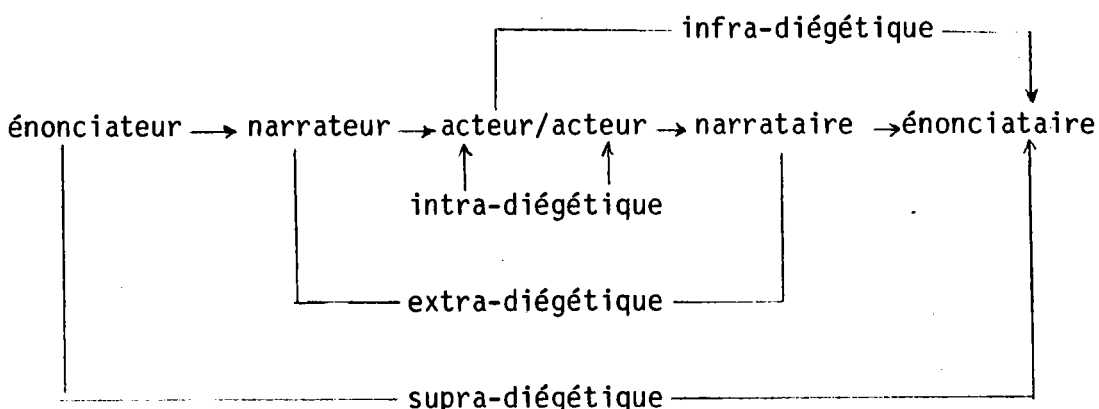 infra-diégétique
énonciateur → narrateur → acteur/acteur → narrataire → énonciataire
intra-diégétique
extra-diégétique
supra-diégétique